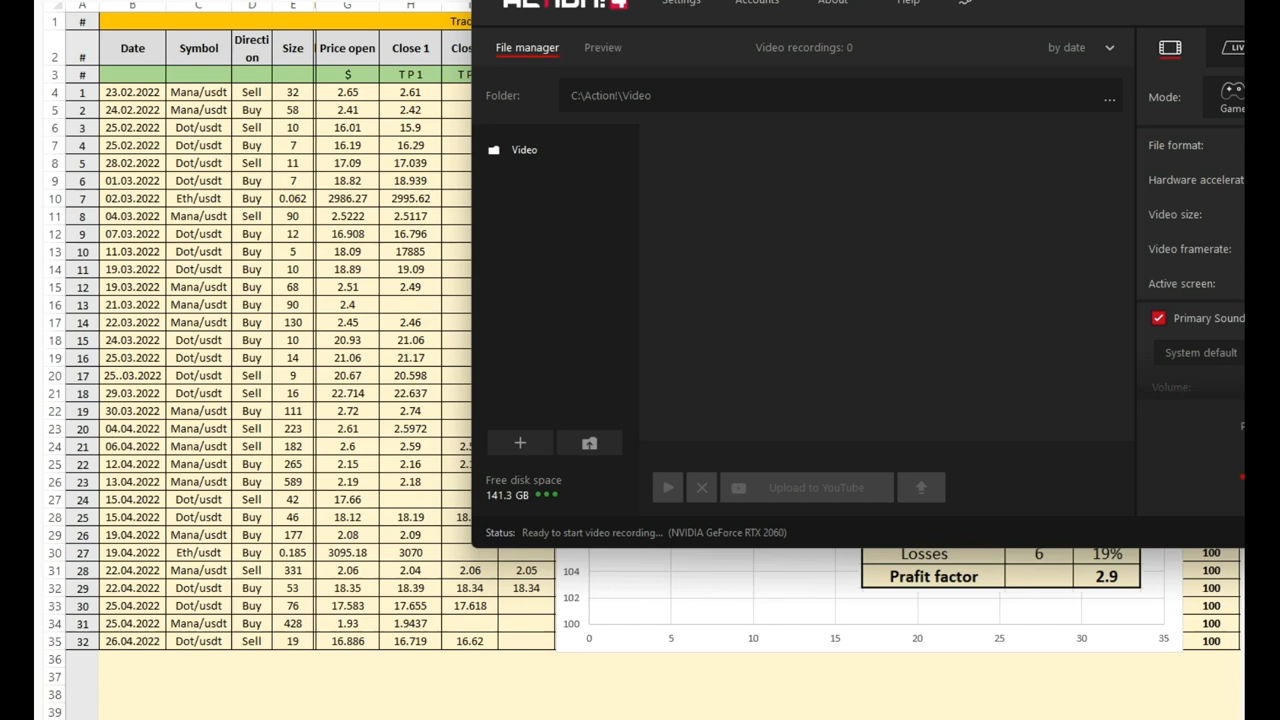 A B C D E G H
Settings Accounts About Help
1 # Trad
2 # Date Symbol Directi on Size Price open Close 1 Clos
3 # $ T P 1 T P
4 1 23.02.2022 Mana/usdt Sell 32 2.65 2.61
5 2 24.02.2022 Mana/usdt Buy 58 2.41 2.42
6 3 25.02.2022 Dot/usdt Sell 10 16.01 15.9
7 4 25.02.2022 Dot/usdt Buy 7 16.19 16.29
8 5 28.02.2022 Dot/usdt Sell 11 17.09 17.039
9 6 01.03.2022 Dot/usdt Buy 7 18.82 18.939
10 7 02.03.2022 Eth/usdt Buy 0.062 2986.27 2995.62
11 8 04.03.2022 Mana/usdt Sell 90 2.5222 2.5117
12 9 07.03.2022 Dot/usdt Buy 12 16.908 16.796
13 10 11.03.2022 Dot/usdt Buy 5 18.09 17885
14 11 19.03.2022 Dot/usdt Buy 10 18.89 19.09
15 12 19.03.2022 Mana/usdt Buy 68 2.51 2.49
16 13 21.03.2022 Mana/usdt Buy 90 2.4
17 14 22.03.2022 Mana/usdt Buy 130 2.45 2.46
18 15 24.03.2022 Dot/usdt Buy 10 20.93 21.06
19 16 25.03.2022 Dot/usdt Buy 14 21.06 21.17
20 17 25..03.2022 Dot/usdt Sell 9 20.67 20.598
21 18 29.03.2022 Dot/usdt Sell 16 22.714 22.637
22 19 30.03.2022 Mana/usdt Buy 111 2.72 2.74
23 20 04.04.2022 Mana/usdt Sell 223 2.61 2.5972
24 21 06.04.2022 Mana/usdt Sell 182 2.6 2.59 2.5
25 22 12.04.2022 Mana/usdt Buy 265 2.15 2.16 2.1
26 23 13.04.2022 Mana/usdt Buy 589 2.19 2.18
27 24 15.04.2022 Dot/usdt Sell 42 17.66
28 25 15.04.2022 Dot/usdt Buy 46 18.12 18.19 18.
29 26 19.04.2022 Mana/usdt Buy 177 2.08 2.09
30 27 19.04.2022 Eth/usdt Buy 0.185 3095.18 3070
31 28 22.04.2022 Mana/usdt Sell 331 2.06 2.04 2.06 2.05
32 29 22.04.2022 Dot/usdt Buy 53 18.35 18.39 18.34 18.34
33 30 25.04.2022 Dot/usdt Buy 76 17.583 17.655 17.618
34 31 25.04.2022 Mana/usdt Buy 428 1.93 1.9437
35 32 26.04.2022 Dot/usdt Sell 19 16.886 16.719 16.62
36
37
38
39
File manager Preview Video recordings: 0 by date
LIV
Folder: C:\Action!\Video ...
Mode:
Game
Video
File format:
Hardware accelerat
Video size:
Video framerate:
Active screen:
Primary Sound
System default
Volume:
+
Free disk space
141.3 GB
Upload to YouTube
Status: Ready to start video recording... (NVIDIA GeForce RTX 2060)
Losses 6 19%
Prafit factor 2.9
104
102
100
0 5 10 15 20 25 30 35
100
100
100
100
100
100